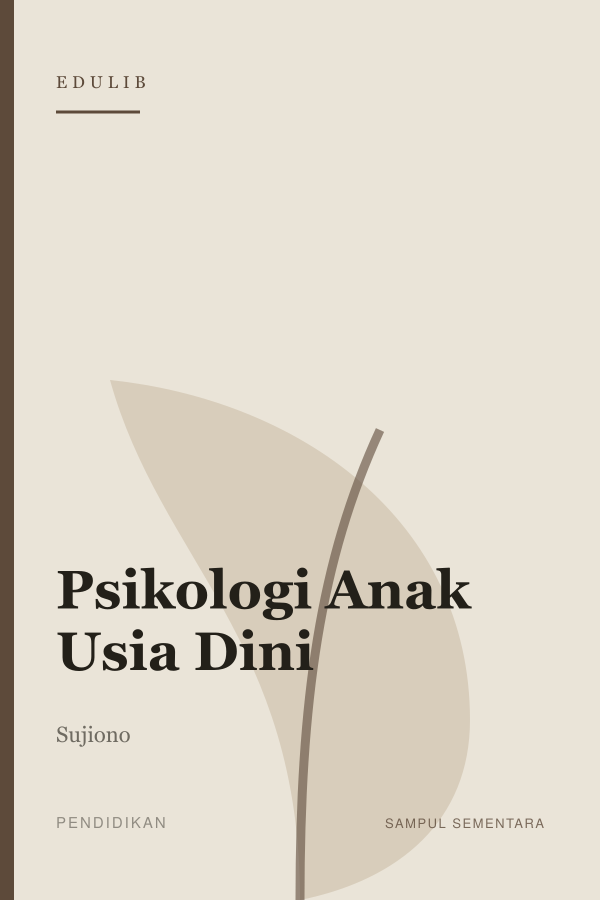 EDULIB
Psikologi Anak
Usia Dini
Sujiono
PENDIDIKAN
SAMPUL SEMENTARA